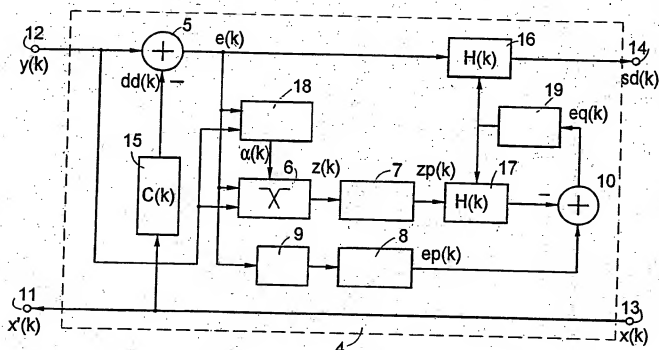 12
5
e(k)
16
14
y(k)
dd(k)
H(k)
sd(k)
18
19
eq(k)
15
α(k)
6
z(k)
7
zp(k)
17
10
C(k)
H(k)
9
8
ep(k)
11
13
x'(k)
4
x(k)